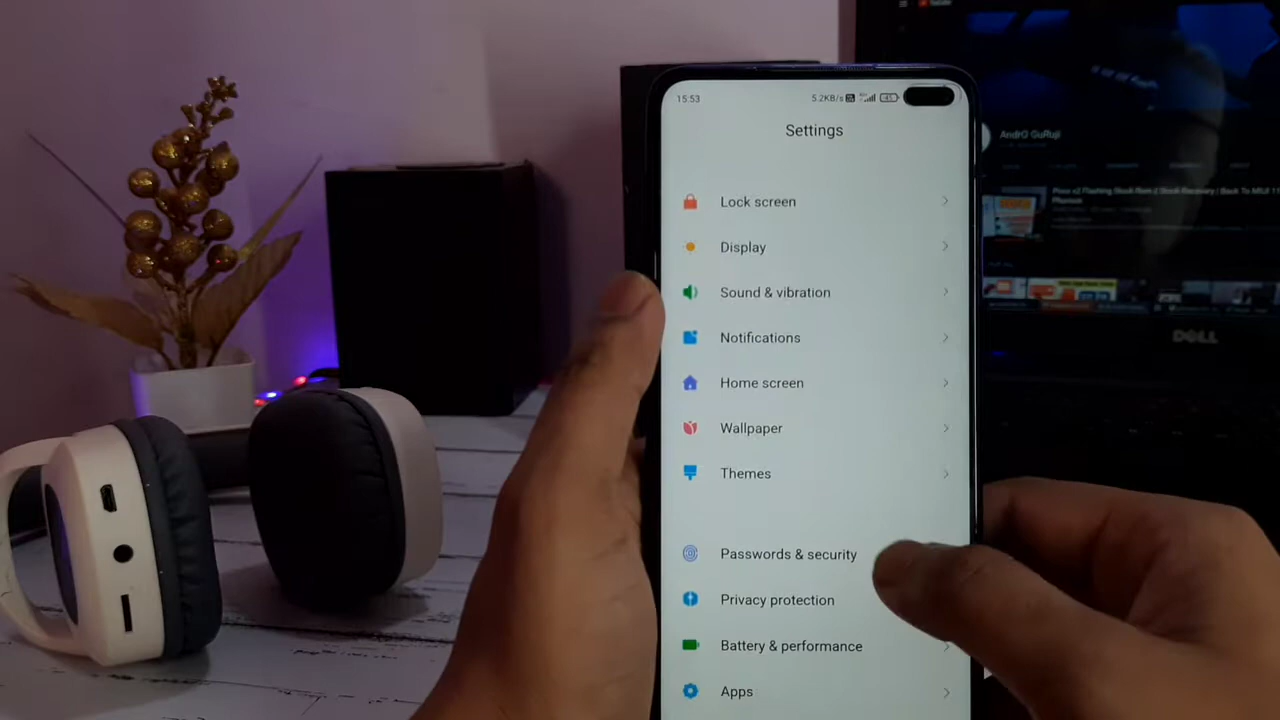 15:53
5.2KB/s
45
Settings
Lock screen
Display
Sound & vibration
Notifications
Home screen
Wallpaper
Themes
Passwords & security
Privacy protection
Battery & performance
Apps
AndrO GuRuji
DELL